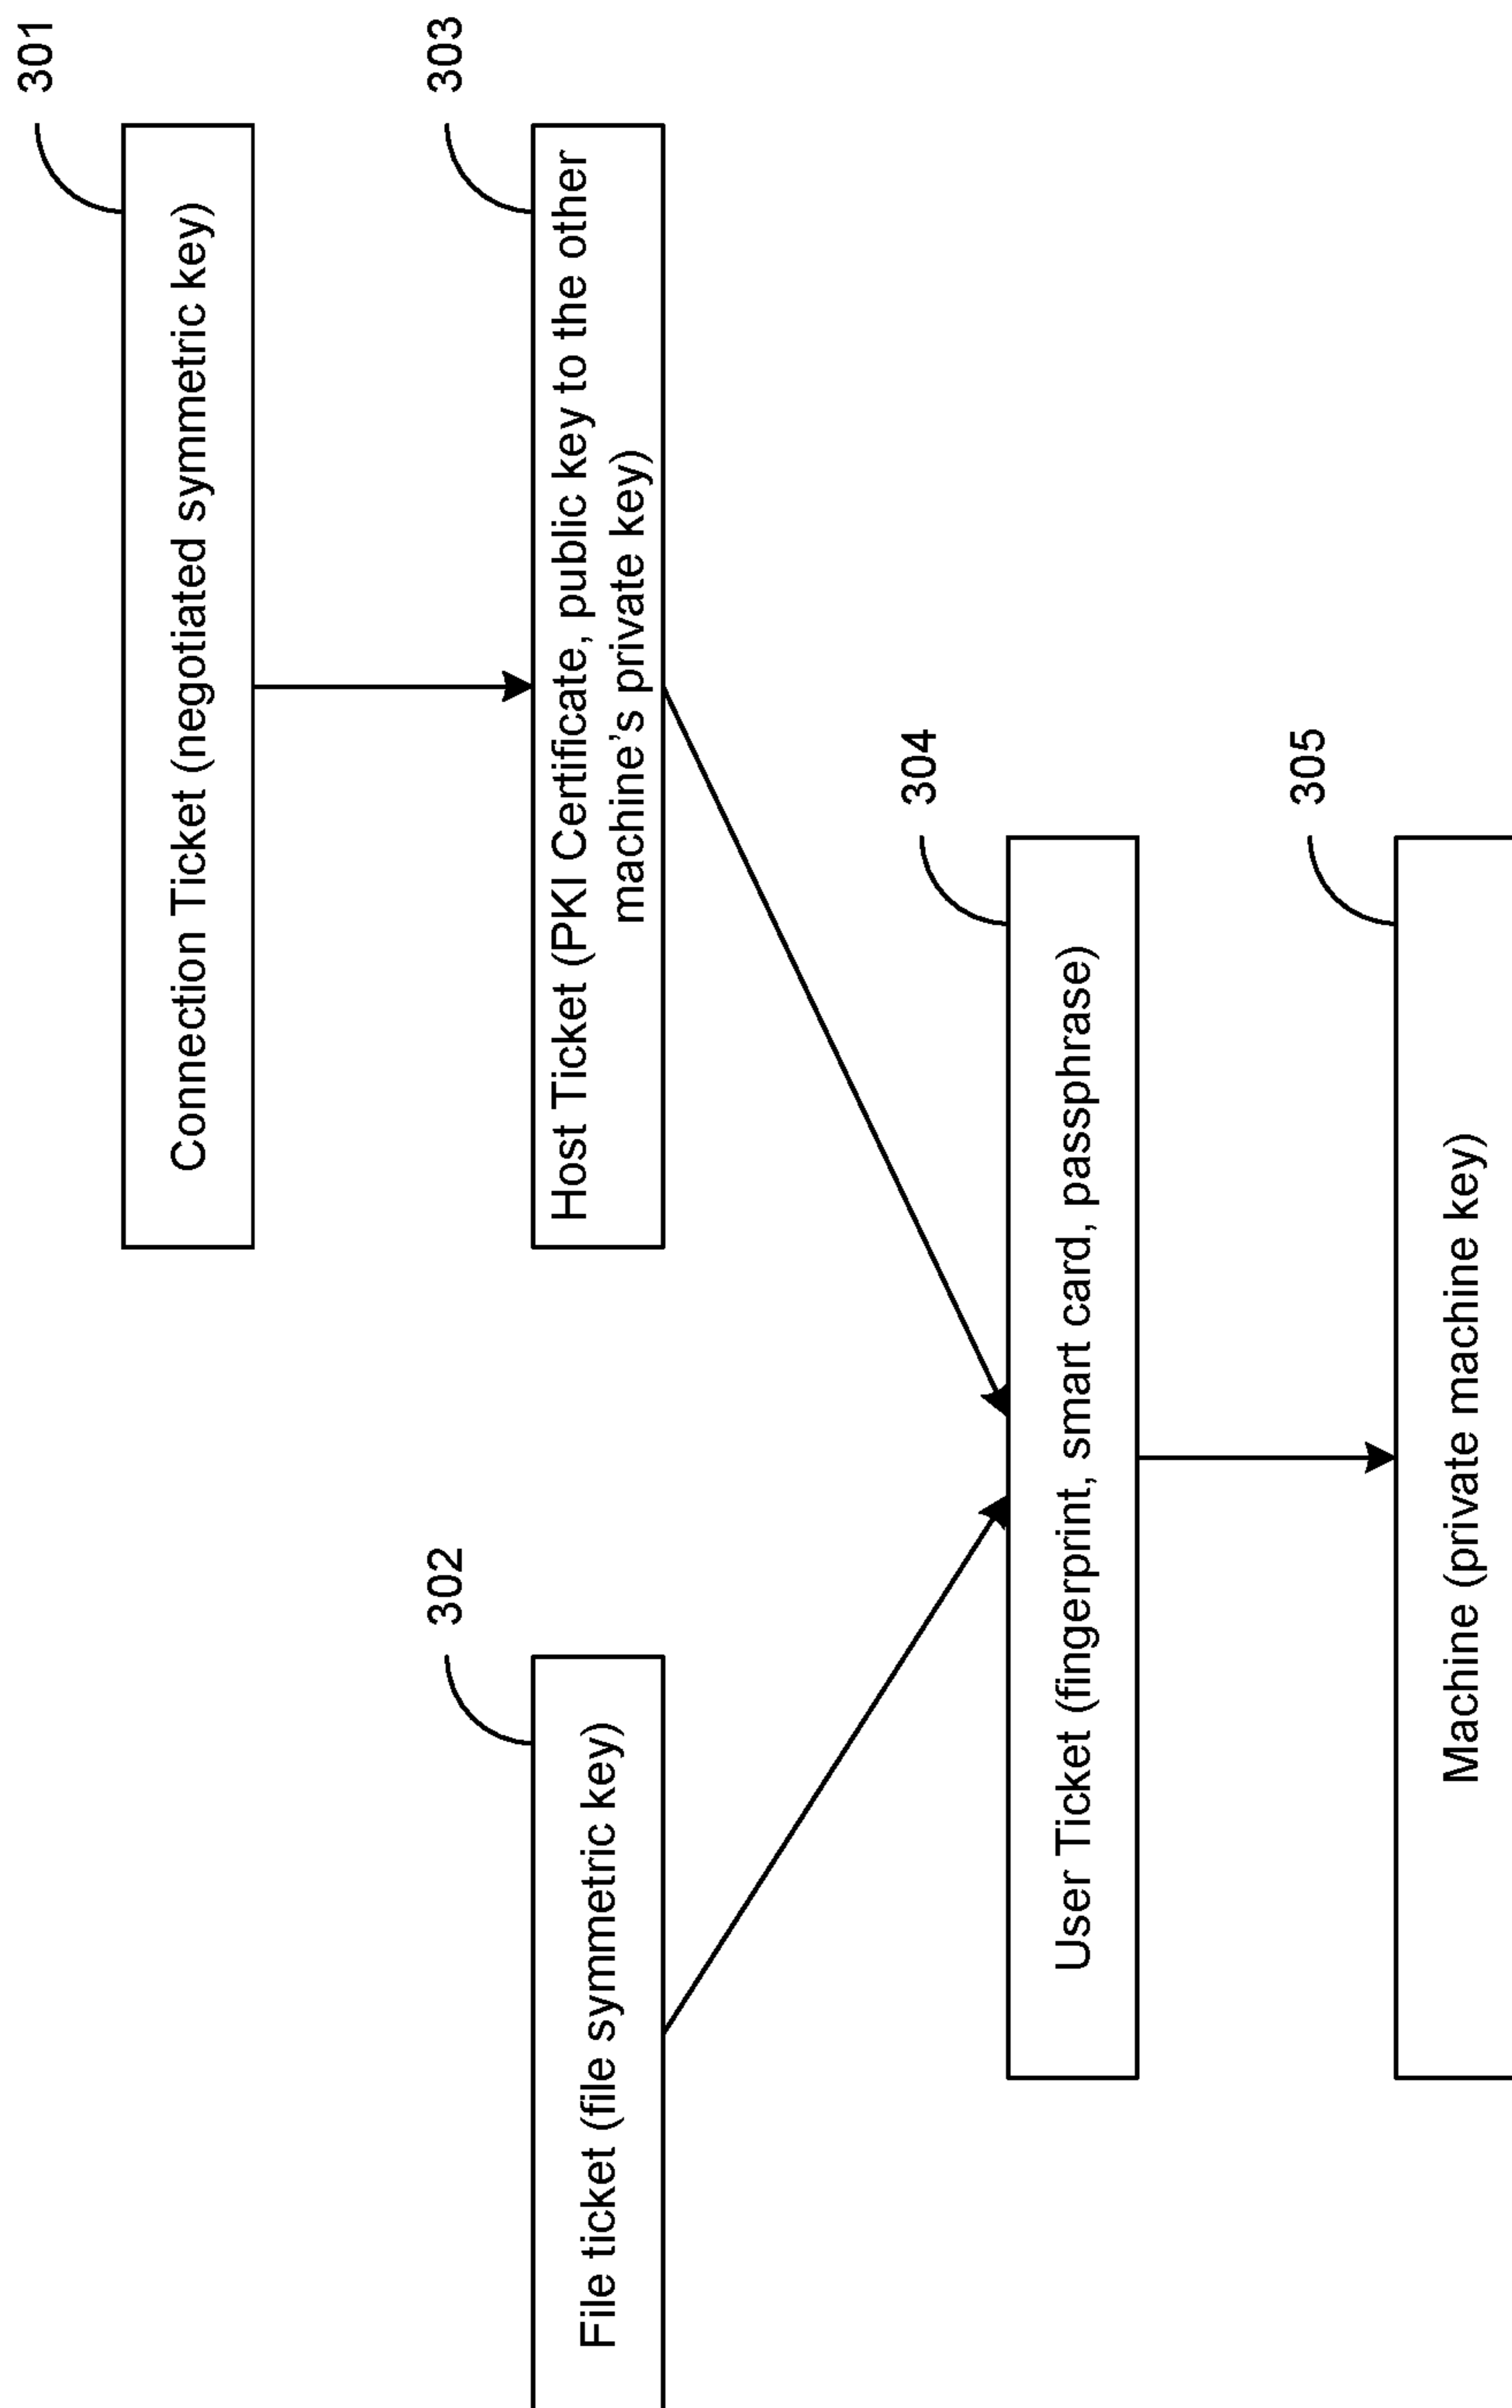 301
Connection Ticket (negotiated symmetric key)
302
303
File ticket (file symmetric key)
Host Ticket (PKI Certificate, public key to the other
machine's private key)
304
User Ticket (fingerprint, smart card, passphrase)
305
Machine (private machine key)